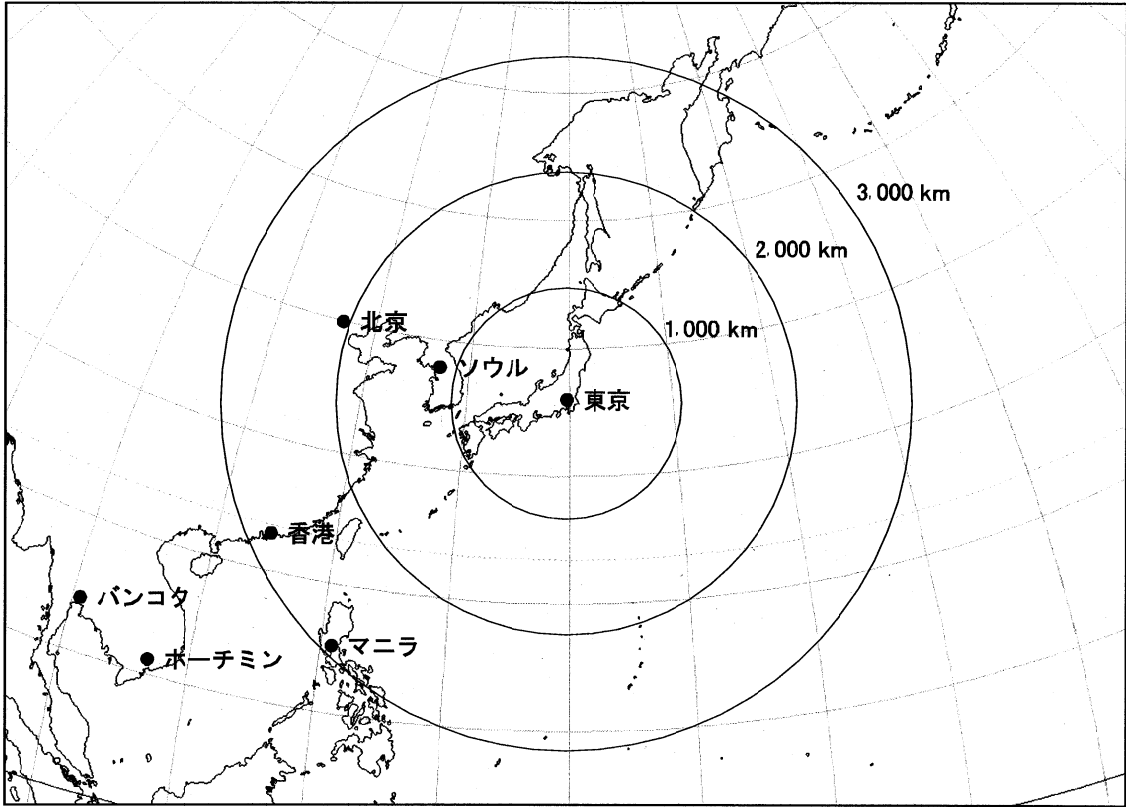 3,000 km
2,000 km
1,000 km
北京
ソウル
東京
香港
バンコク
マニラ
ホーチミン